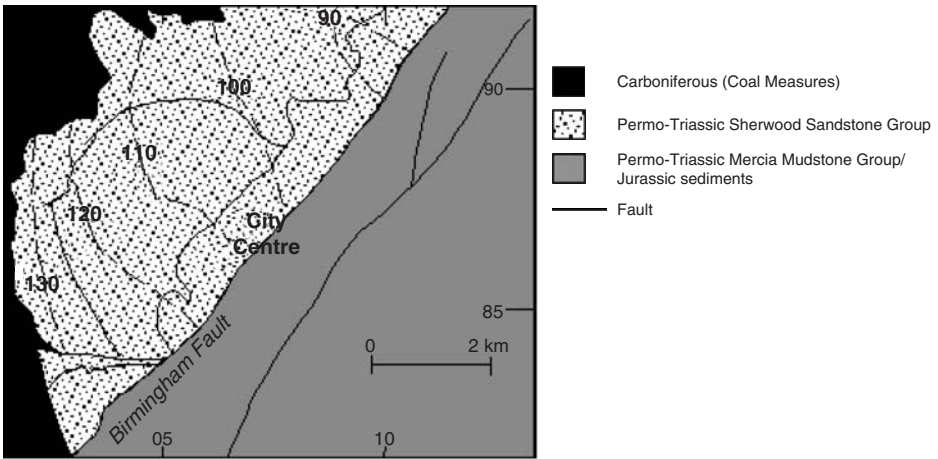 90
100
110
120
130
City
Centre
Birmingham Fault
90
85
0 2 km
05
10
Carboniferous (Coal Measures)
Permo-Triassic Sherwood Sandstone Group
Permo-Triassic Mercia Mudstone Group/
Jurassic sediments
Fault